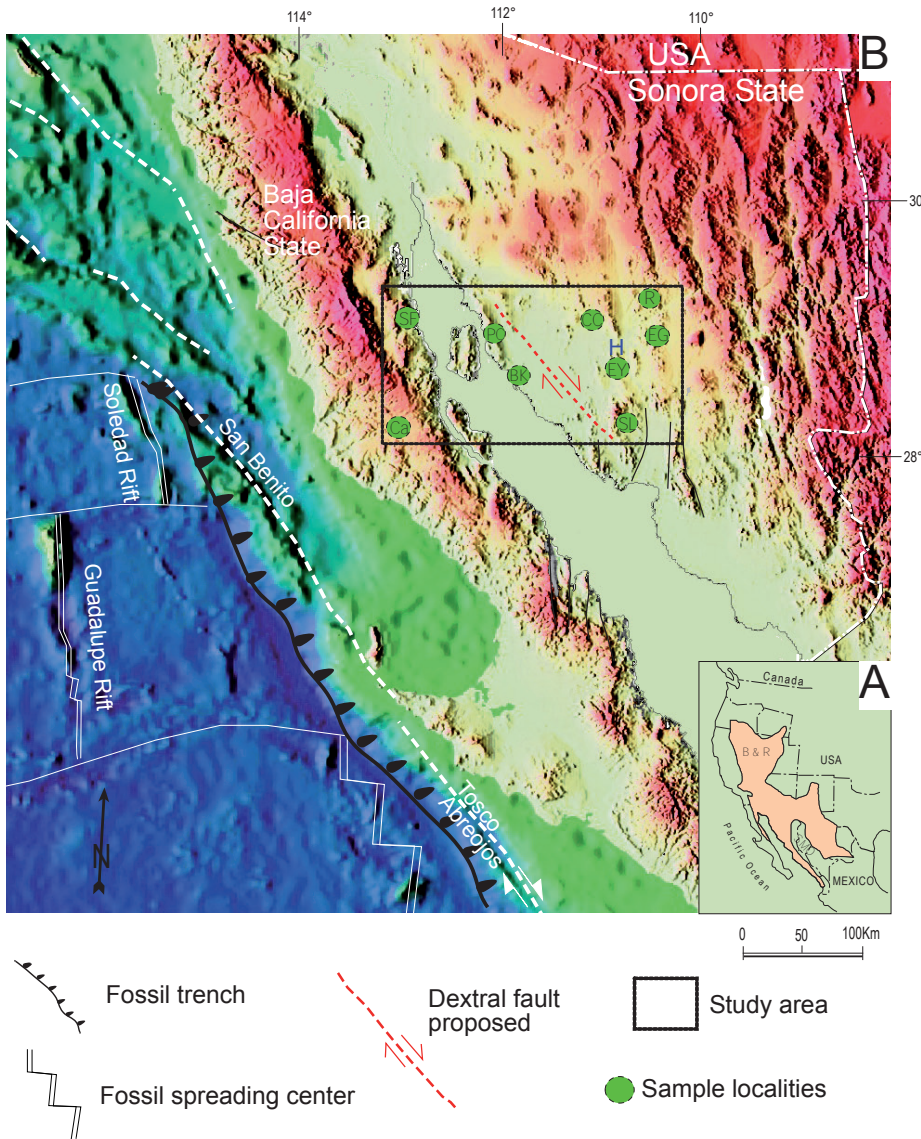 114°
112°
110°
USA
B
Sonora State
30
Baja
California
State
R
SF
CC
PC
EG
H
EY
BK
SL
Ca
28°
Soledad Rift
San Benito
Guadalupe Rift
Tosco
Abreojos
N
A
Canada
B & R
USA
Pacific Ocean
MEXICO
0 50 100Km
Fossil trench
Dextral fault
proposed
Study area
Fossil spreading center
Sample localities